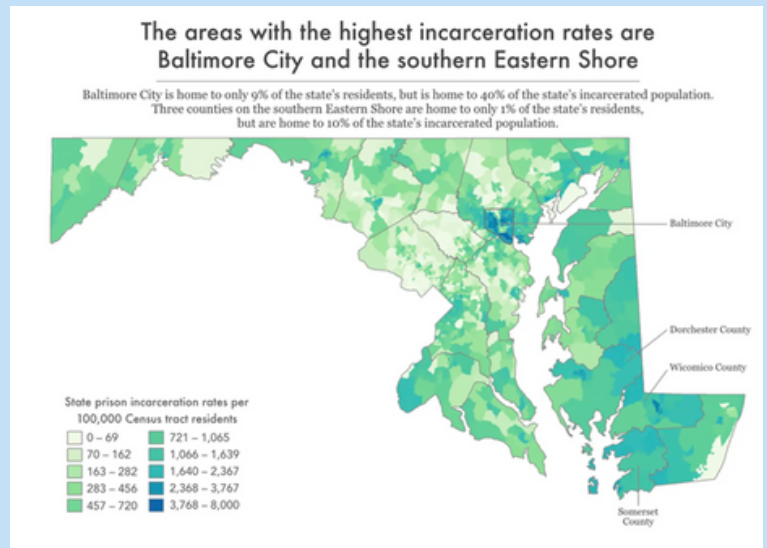 The areas with the highest incarceration rates are
Baltimore City and the southern Eastern Shore
Baltimore City is home to only 9% of the state’s residents, but is home to 40% of the state’s incarcerated population.
Three counties on the southern Eastern Shore are home to only 1% of the state’s residents,
but are home to 10% of the state’s incarcerated population.
Baltimore City
Dorchester County
Wicomico County
State prison incarceration rates per
100,000 Census tract residents
0 – 69
70 – 162
163 – 282
283 – 456
457 – 720
721 – 1,065
1,066 – 1,639
1,640 – 2,367
2,368 – 3,767
3,768 – 8,000
Somerset
County